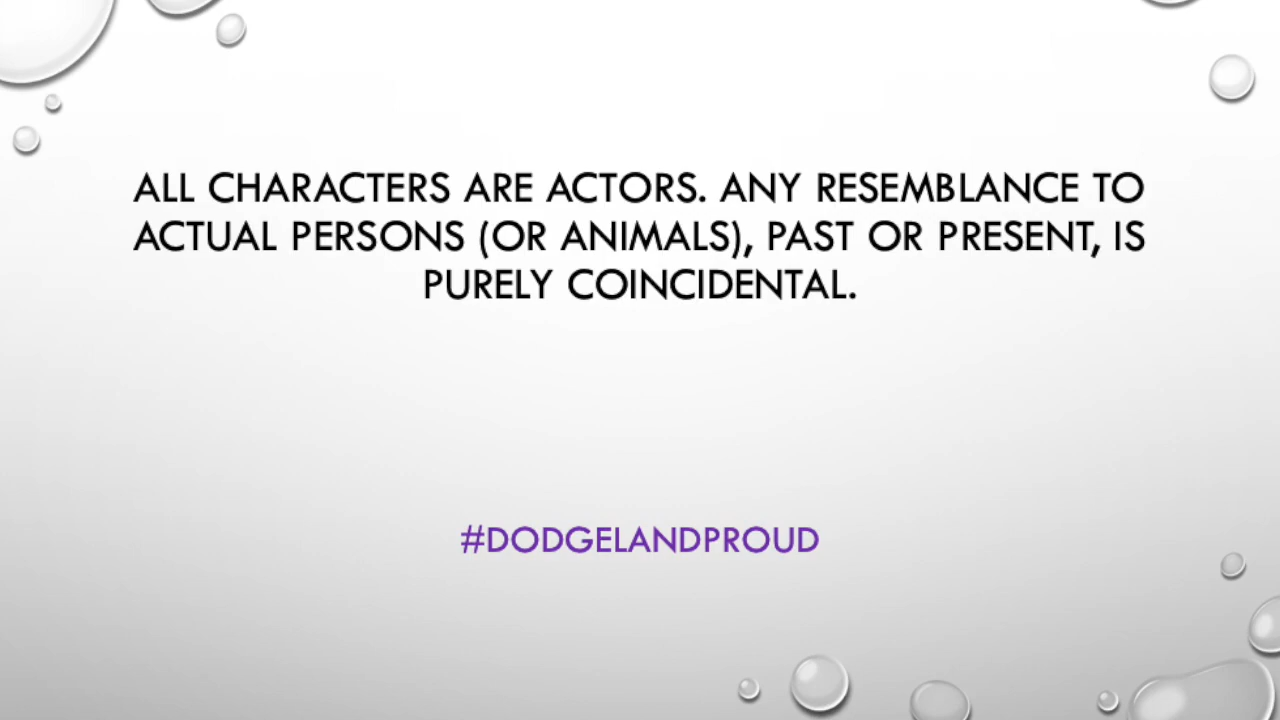 ALL CHARACTERS ARE ACTORS. ANY RESEMBLANCE TO
ACTUAL PERSONS (OR ANIMALS), PAST OR PRESENT, IS
PURELY COINCIDENTAL.
#DODGELANDPROUD